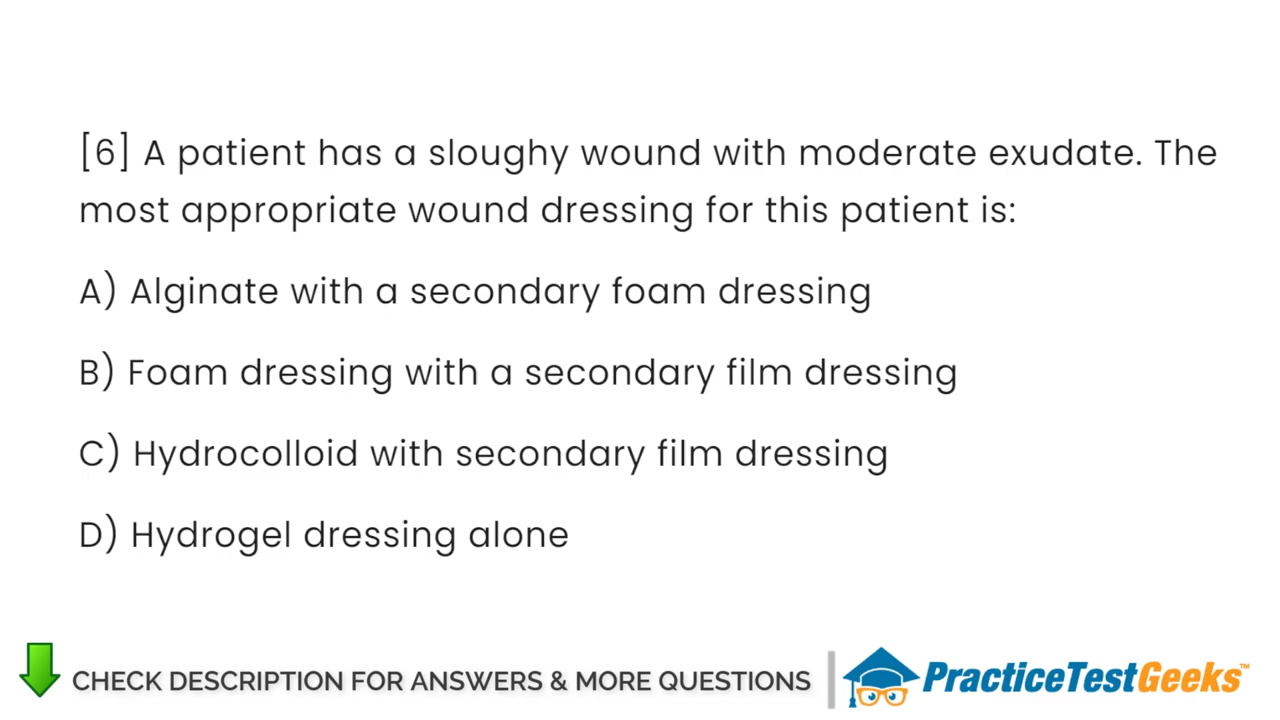 [6] A patient has a sloughy wound with moderate exudate. The
most appropriate wound dressing for this patient is:
A) Alginate with a secondary foam dressing
B) Foam dressing with a secondary film dressing
C) Hydrocolloid with secondary film dressing
D) Hydrogel dressing alone
CHECK DESCRIPTION FOR ANSWERS & MORE QUESTIONS
PracticeTestGeeks™